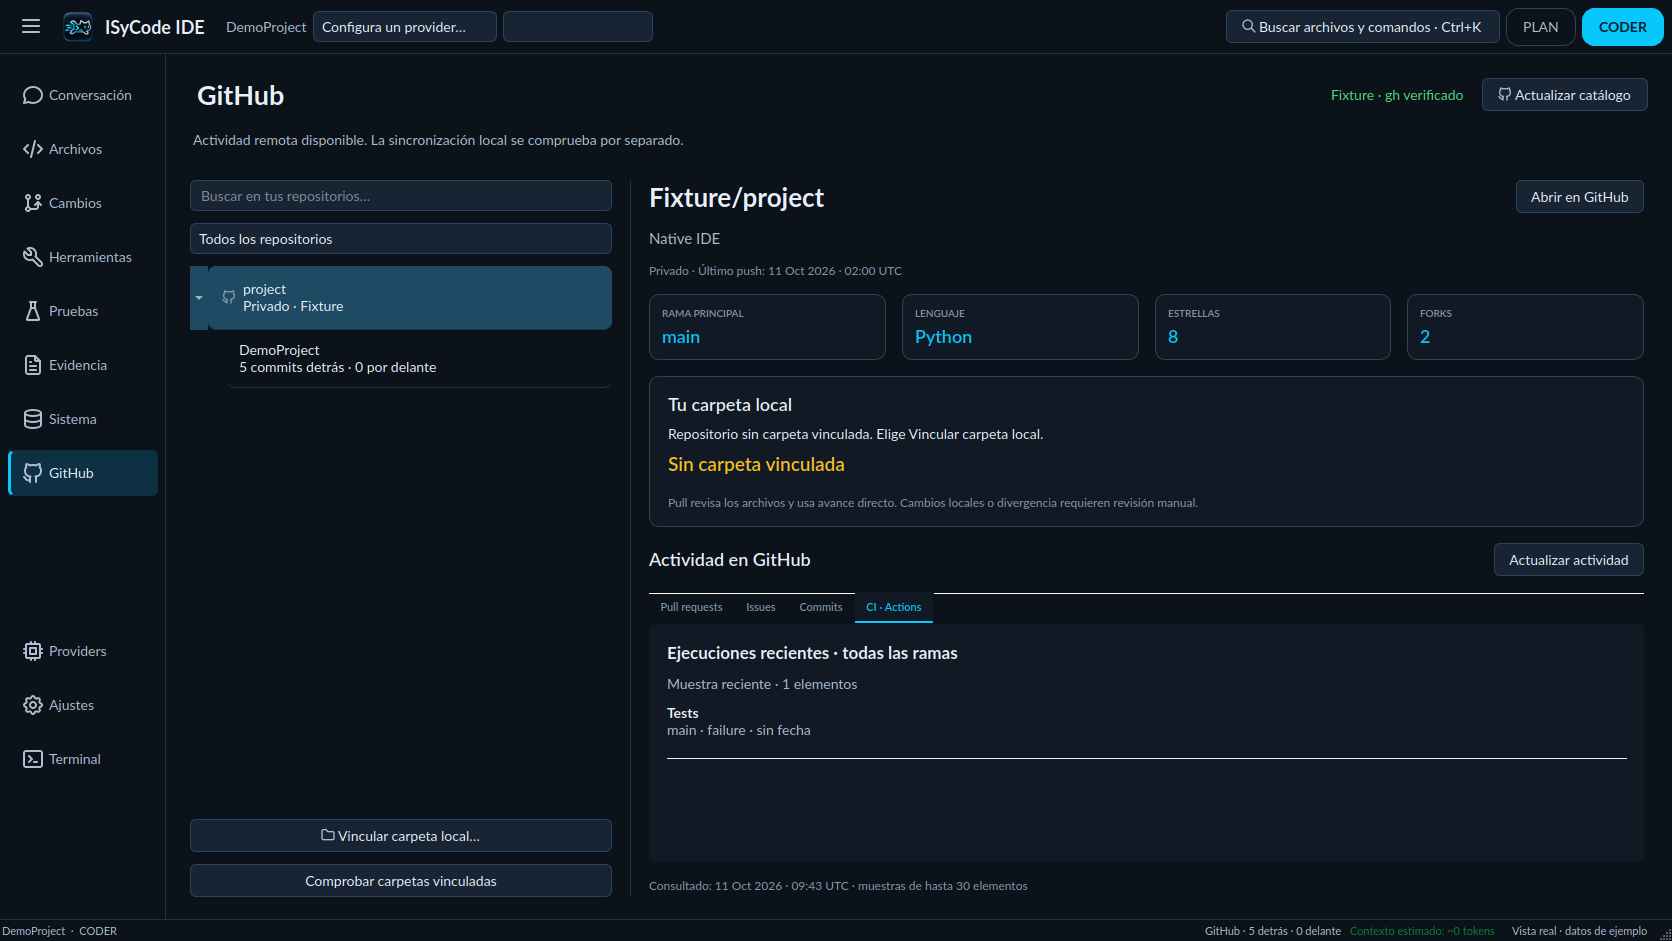 ISyCode IDE
DemoProject
Configura un provider...
Buscar archivos y comandos · Ctrl+K
PLAN
CODER
Conversación
Archivos
Cambios
Herramientas
Pruebas
Evidencia
Sistema
GitHub
Providers
Ajustes
Terminal
GitHub
Fixture · gh verificado
Actualizar catálogo
Actividad remota disponible. La sincronización local se comprueba por separado.
Buscar en tus repositorios...
Todos los repositorios
project
Privado · Fixture
DemoProject
5 commits detrás · 0 por delante
Vincular carpeta local...
Comprobar carpetas vinculadas
Fixture/project
Abrir en GitHub
Native IDE
Privado · Último push: 11 Oct 2026 · 02:00 UTC
RAMA PRINCIPAL
main
LENGUAJE
Python
ESTRELLAS
8
FORKS
2
Tu carpeta local
Repositorio sin carpeta vinculada. Elige Vincular carpeta local.
Sin carpeta vinculada
Pull revisa los archivos y usa avance directo. Cambios locales o divergencia requieren revisión manual.
Actividad en GitHub
Actualizar actividad
Pull requests
Issues
Commits
CI · Actions
Ejecuciones recientes · todas las ramas
Muestra reciente · 1 elementos
Tests
main · failure · sin fecha
Consultado: 11 Oct 2026 · 09:43 UTC · muestras de hasta 30 elementos
DemoProject · CODER
GitHub · 5 detrás · 0 delante
Contexto estimado: ~0 tokens
Vista real · datos de ejemplo